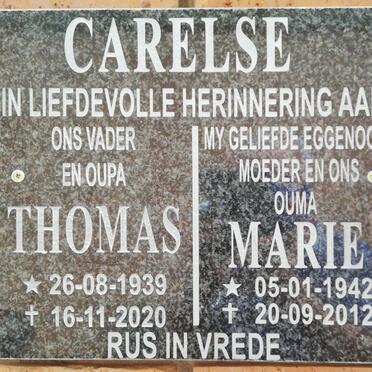 CARELSE
IN LIEFDEVOLLE HERINNERING AA
ONS VADER
EN OUPA
THOMAS
★ 26-08-1939
✝ 16-11-2020
MY GELIEFDE EGGENOO
MOEDER EN ONS
OUMA
MARIE
★ 05-01-1942
✝ 20-09-2012
RUS IN VREDE